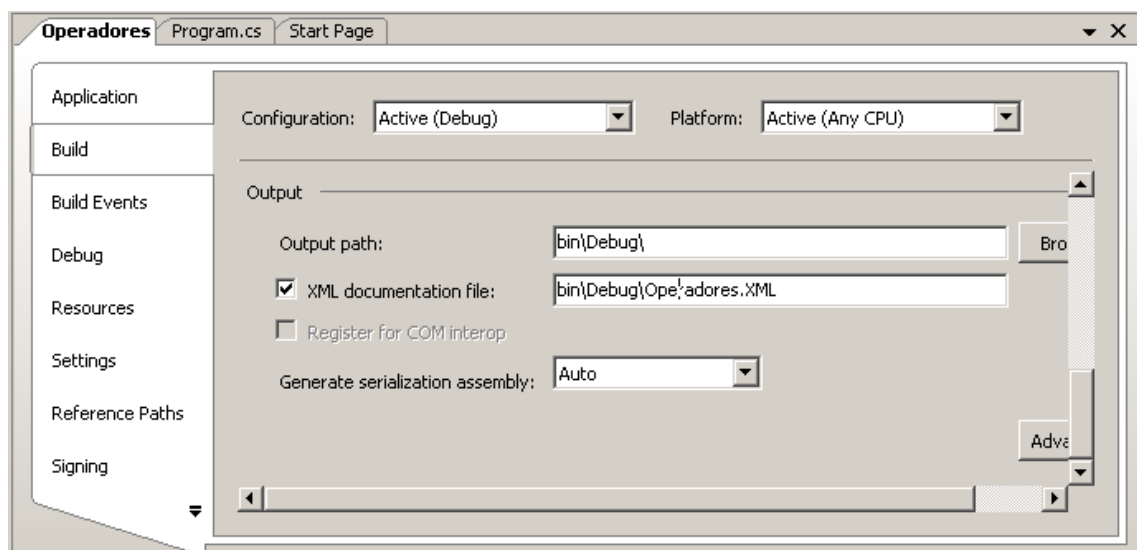 Operadores Program.cs Start Page
Application
Build
Build Events
Debug
Resources
Settings
Reference Paths
Signing
Configuration: Active (Debug) Platform: Active (Any CPU)
Output
Output path: bin\Debug\ Bro
XML documentation file: bin\Debug\Operadores.XML
Register for COM interop
Generate serialization assembly: Auto
Adva